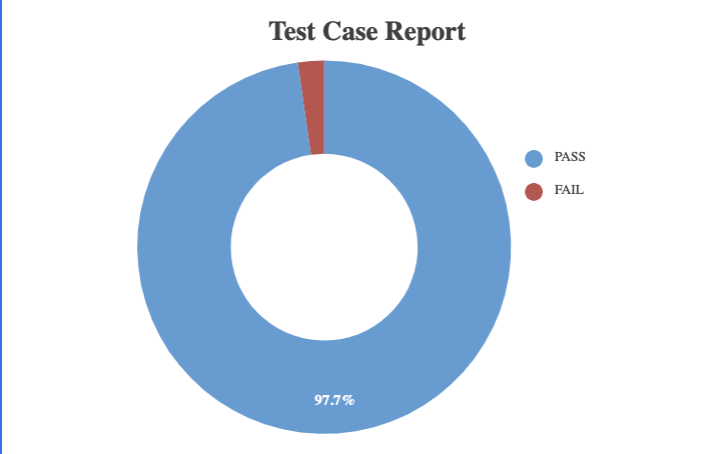 Test Case Report
PASS
FAIL
97.7%